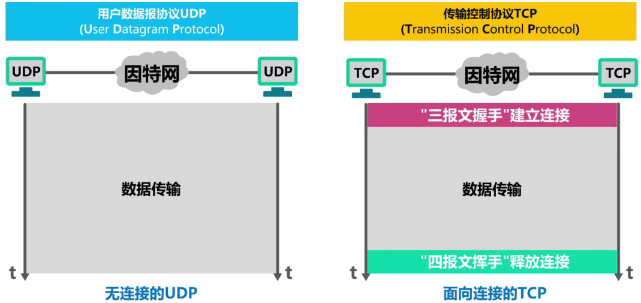 用户数据报协议UDP
(User Datagram Protocol)
UDP
因特网
UDP
数据传输
t
t
无连接的UDP
传输控制协议TCP
(Transmission Control Protocol)
TCP
因特网
TCP
"三报文握手"建立连接
数据传输
"四报文挥手"释放连接
t
t
面向连接的TCP